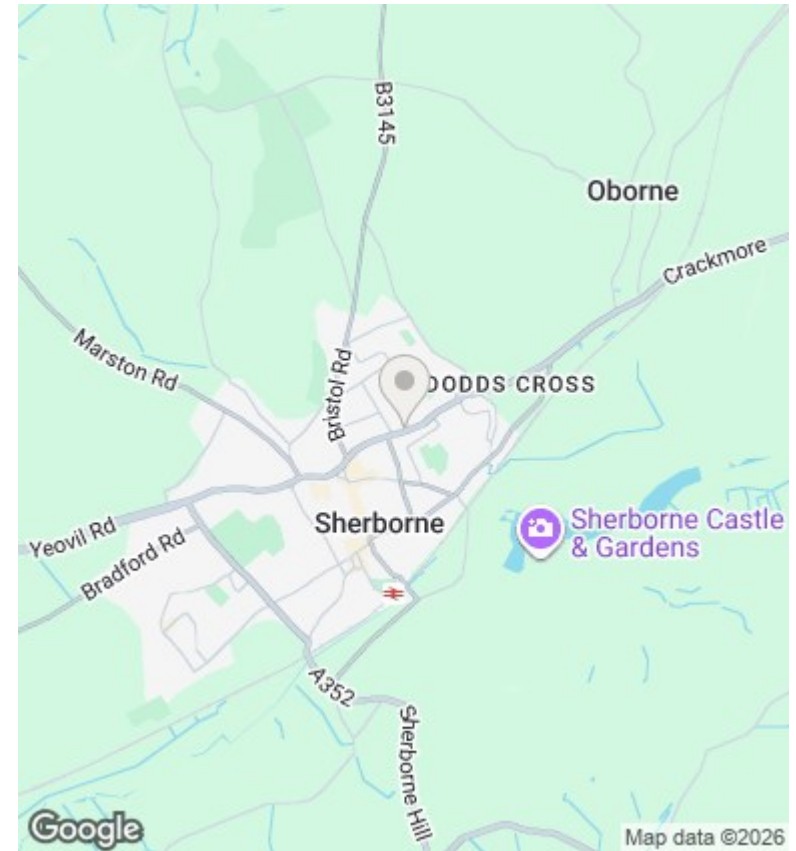 B3145
Oborne
Crackmore
Marston Rd
Bristol Rd
DODDS CROSS
Sherborne
Sherborne Castle
& Gardens
Yeovil Rd
Bradford Rd
A352
Sherborne Hill
Google
Map data ©2026